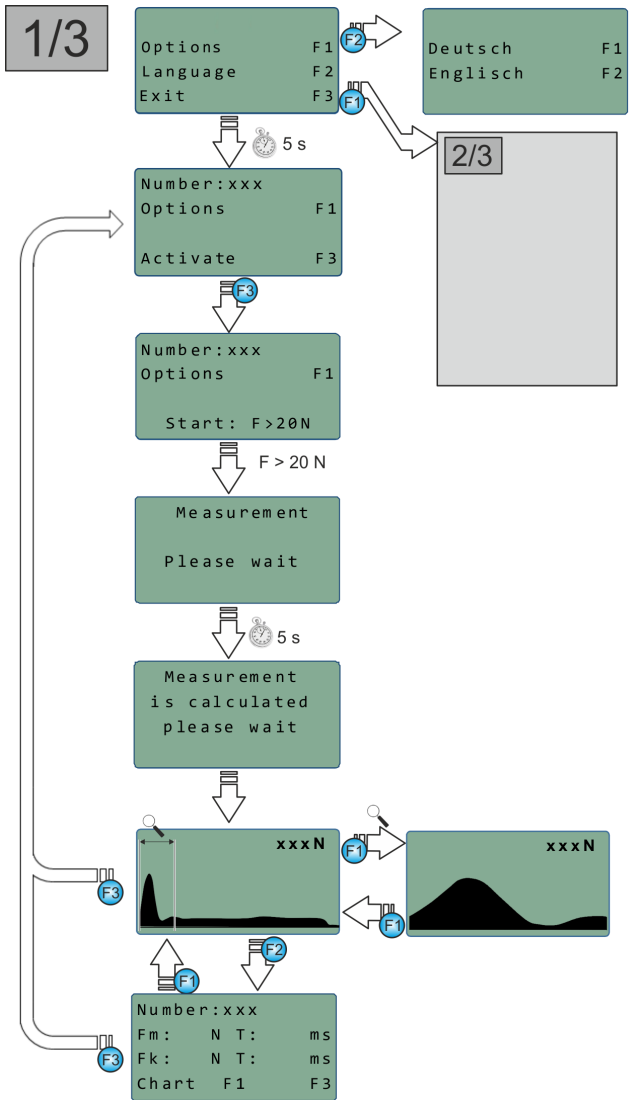 1/3
Options F1
Language F2
Exit F3
F2
Deutsch F1
Englisch F2
F1
2/3
5 s
Number:xxx
Options F1
Activate F3
F3
Number:xxx
Options F1
Start: F>20N
F > 20 N
Measurement
Please wait
5 s
Measurement
is calculated
please wait
xxxN
F1
xxxN
F1
F3
F2
F1
Number:xxx
Fm: N T: ms
Fk: N T: ms
Chart F1 F3
F3